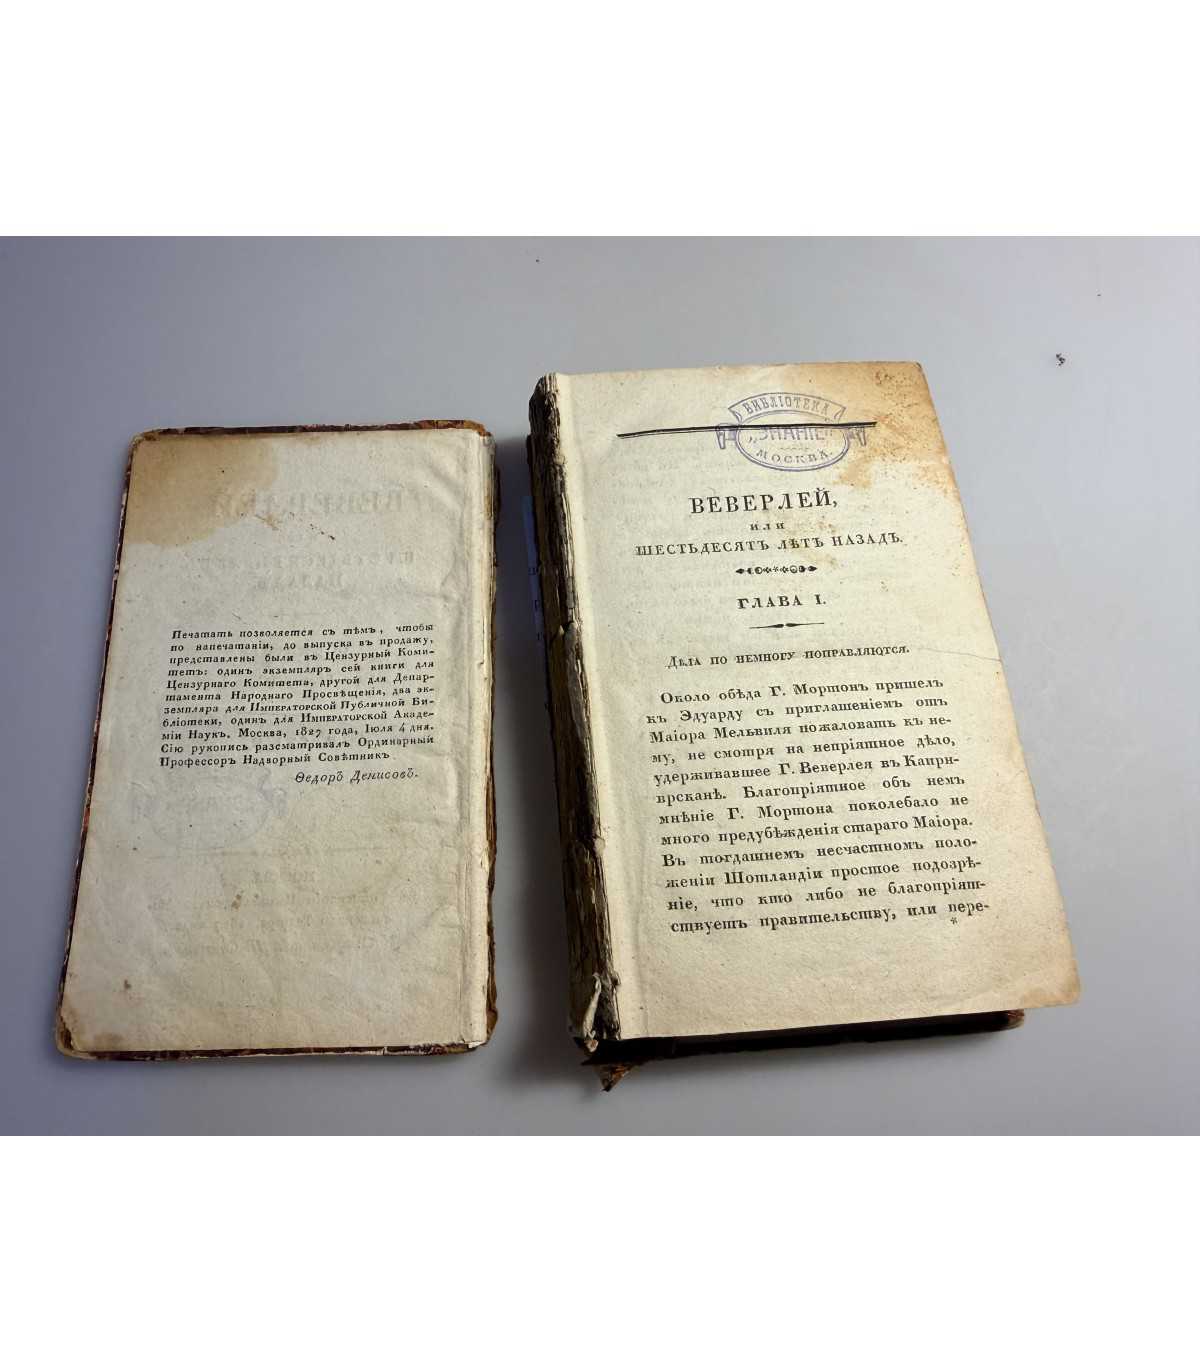 Печатать позволяется съ тѣмъ, чтобы
по напечатаніи, до выпуска въ продажу,
представлены были въ Цензурный Коми-
тетъ: одинъ экземпляръ сей книги для
Цензурнаго Комитета, другой для Депар-
тамента Народнаго Просвѣщенія, два эк-
земпляра для Императорской Публичной Би-
бліотеки, одинъ для Императорской Акаде-
міи Наукъ. Москва, 1827 года, Іюля 4 дня.
Сію рукопись разсматривалъ Ординарный
Профессоръ Надворный Совѣтникъ
Ѳедоръ Денисовъ.
БИБЛІОТЕКА
„ЗНАНІЕ“
МОСКВА.
ВЕВЕРЛЕЙ,
ИЛИ
ШЕСТЬДЕСЯТЪ ЛѢТЪ НАЗАДЪ.
ГЛАВА I.
Дѣла по немногу поправляются.
Около обѣда Г. Мортонъ пришелъ
къ Эдуарду съ приглашеніемъ отъ
Маіора Мельвиля пожаловать къ не-
му, не смотря на непріятное дѣло,
удерживавшее Г. Веверлея въ Капри-
врсканѣ. Благопріятное объ немъ
мнѣніе Г. Мортона поколебало не
много предубѣжденія стараго Маіора.
Въ тогдашнемъ несчастномъ поло-
женіи Шотландіи простое подозрѣ-
ніе, что кто либо не благопріят-
ствуетъ правительству, или пере-
*